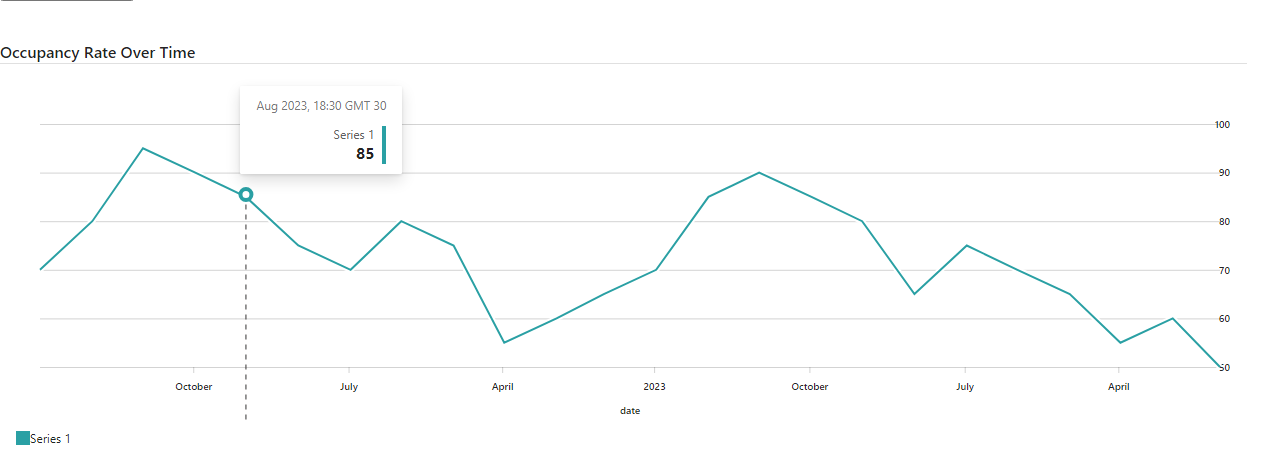 Occupancy Rate Over Time
Aug 2023, 18:30 GMT 30
Series 1
85
100
90
80
70
60
50
October
July
April
2023
October
July
April
date
Series 1